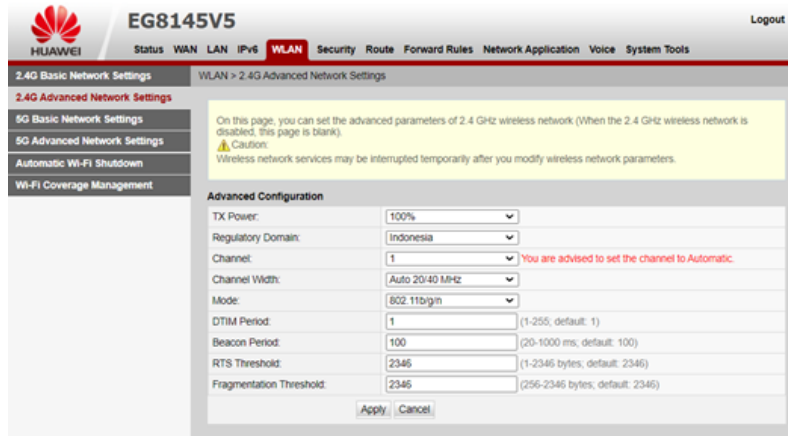 EG8145V5
Logout
HUAWEI
Status WAN LAN IPv6 WLAN Security Route Forward Rules Network Application Voice System Tools
2.4G Basic Network Settings
WLAN > 2.4G Advanced Network Settings
2.4G Advanced Network Settings
5G Basic Network Settings
5G Advanced Network Settings
Automatic Wi-Fi Shutdown
Wi-Fi Coverage Management
On this page, you can set the advanced parameters of 2.4 GHz wireless network (When the 2.4 GHz wireless network is
disabled, this page is blank).
Caution:
Wireless network services may be interrupted temporarily after you modify wireless network parameters.
Advanced Configuration
TX Power: 100%
Regulatory Domain: Indonesia
Channel: 1 You are advised to set the channel to Automatic.
Channel Width: Auto 20/40 MHz
Mode: 802.11b/g/n
DTIM Period: 1 (1-255; default: 1)
Beacon Period: 100 (20-1000 ms; default: 100)
RTS Threshold: 2346 (1-2346 bytes; default: 2346)
Fragmentation Threshold: 2346 (256-2346 bytes; default: 2346)
Apply Cancel